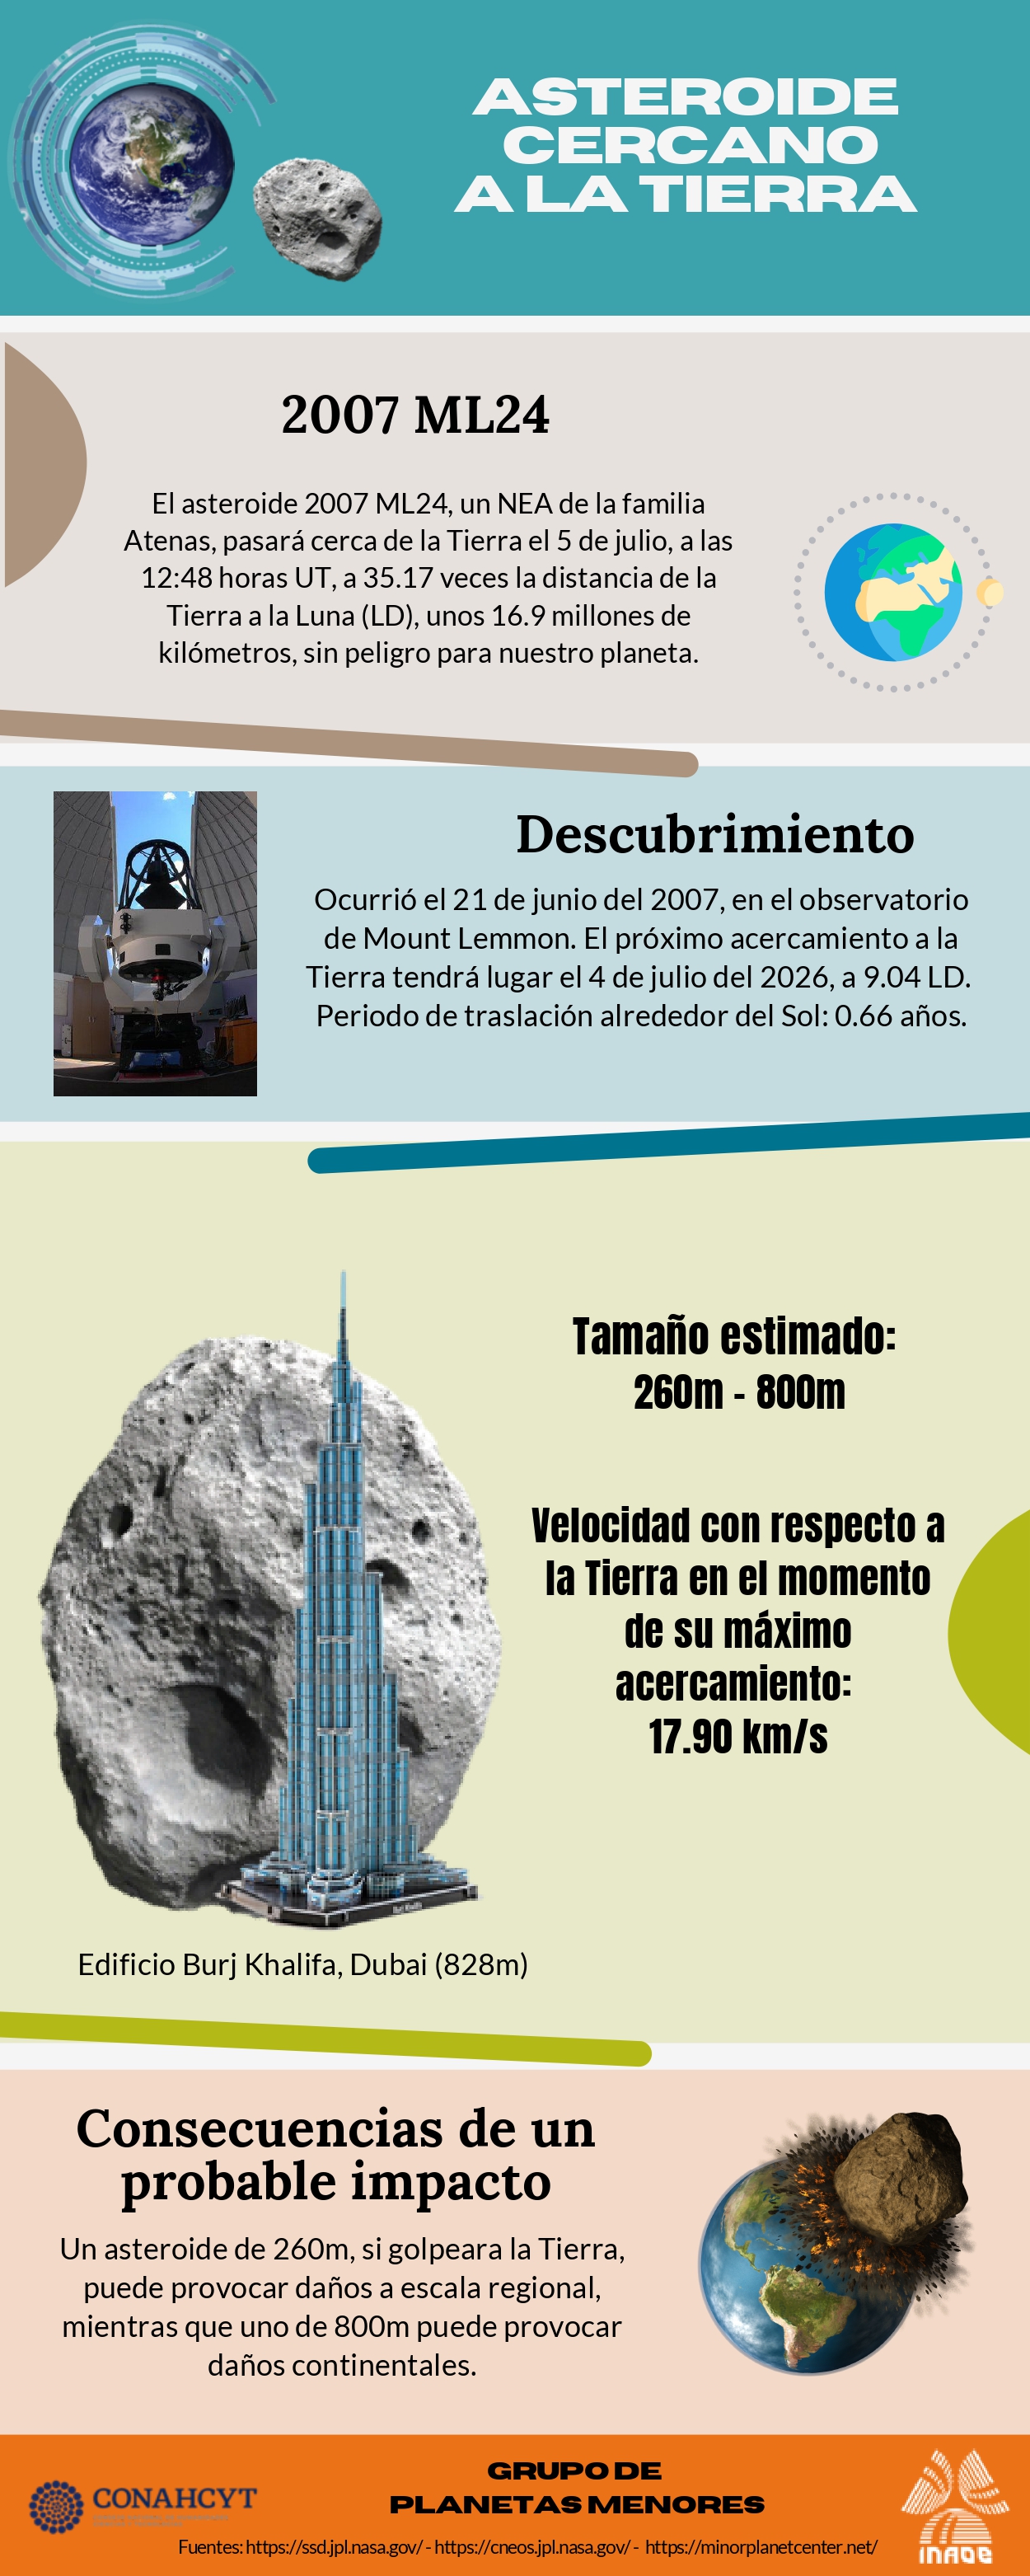 ASTEROIDE
CERCANO
A LA TIERRA
2007 ML24
El asteroide 2007 ML24, un NEA de la familia
Atenas, pasará cerca de la Tierra el 5 de julio, a las
12:48 horas UT, a 35.17 veces la distancia de la
Tierra a la Luna (LD), unos 16.9 millones de
kilómetros, sin peligro para nuestro planeta.
Descubrimiento
Ocurrió el 21 de junio del 2007, en el observatorio
de Mount Lemmon. El próximo acercamiento a la
Tierra tendrá lugar el 4 de julio del 2026, a 9.04 LD.
Periodo de traslación alrededor del Sol: 0.66 años.
Tamaño estimado:
260m - 800m
Velocidad con respecto a
la Tierra en el momento
de su máximo
acercamiento:
17.90 km/s
Edificio Burj Khalifa, Dubai (828m)
Consecuencias de un
probable impacto
Un asteroide de 260m, si golpeara la Tierra,
puede provocar daños a escala regional,
mientras que uno de 800m puede provocar
daños continentales.
CONAHCYT
GRUPO DE
PLANETAS MENORES
Fuentes: https://ssd.jpl.nasa.gov/ - https://cneos.jpl.nasa.gov/ - https://minorplanetcenter.net/
INAOE